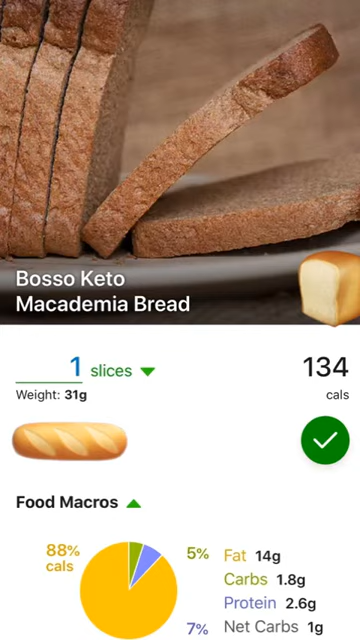 Bosso Keto
Macademia Bread
1 slices
134
Weight: 31g
cals
Food Macros
88%
cals
5%
7%
Fat 14g
Carbs 1.8g
Protein 2.6g
Net Carbs 1g